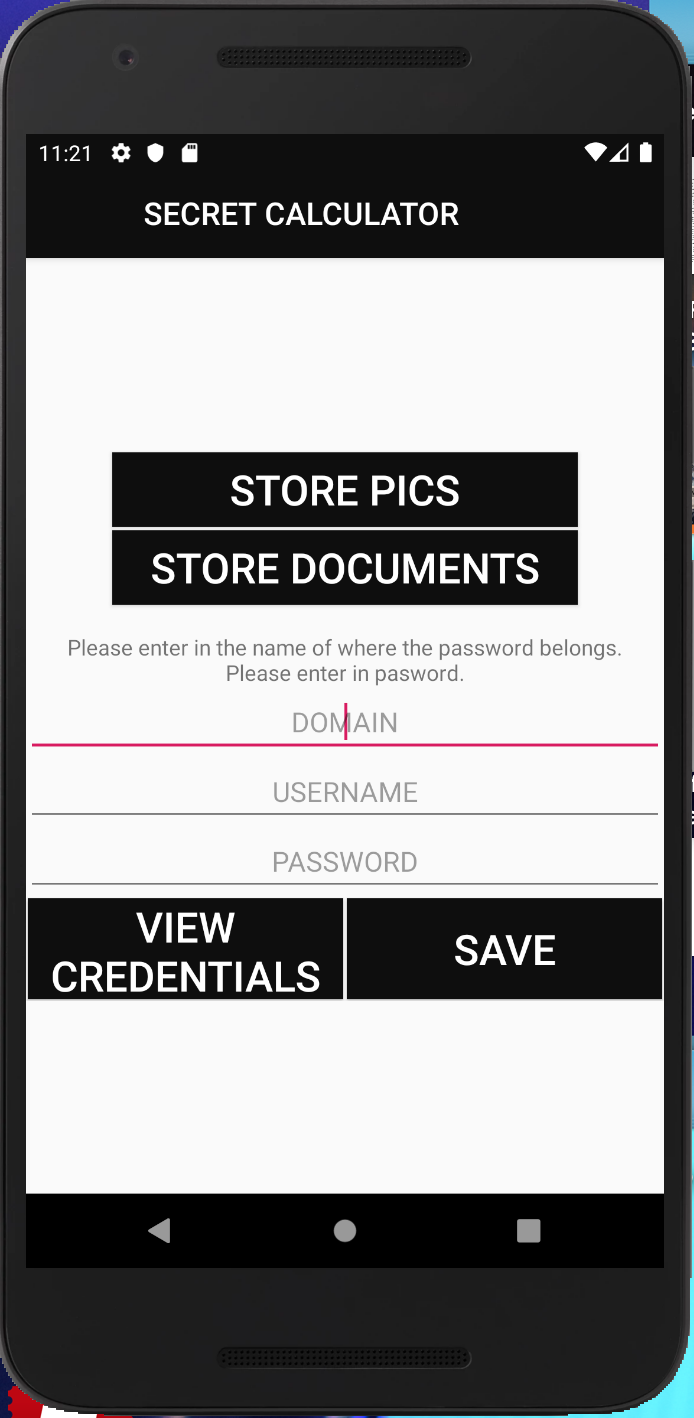 11:21
SECRET CALCULATOR
STORE PICS
STORE DOCUMENTS
Please enter in the name of where the password belongs.
Please enter in pasword.
DOMAIN
USERNAME
PASSWORD
VIEW
CREDENTIALS
SAVE